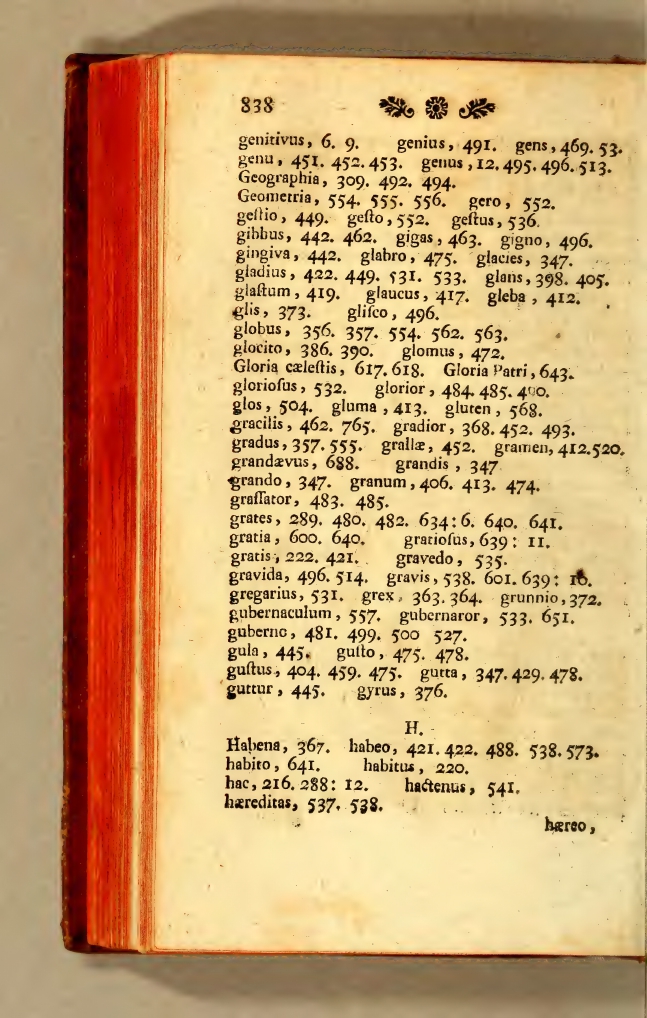 838
genitivus, 6. 9. genius, 491. gens, 469. 53.
genu, 451. 452. 453. genus, 12. 495. 496. 513.
Geographia, 309. 492. 494.
Geometria, 554. 555. 556. gero, 552.
geſtio, 449. geſto, 552. geſtus, 536.
gibbus, 442. 462. gigas, 463. gigno, 496.
gingiva, 442. glabro, 475. glacies, 347.
gladius, 422. 449. 531. 533. glans, 398. 405.
glaſtum, 419. glaucus, 417. gleba, 412.
glis, 373. gliſco, 496.
globus, 356. 357. 554. 562. 563.
glocito, 386. 390. glomus, 472.
Gloria cæleſtis, 617. 618. Gloria Patri, 643.
glorioſus, 532. glorior, 484. 485.
glos, 504. gluma, 413. gluten, 568.
gracilis, 462. 765. gradior, 368. 452. 493.
gradus, 357. 555. grallæ, 452. gramen, 412. 520.
grandævus, 688. grandis, 347
grando, 347. granum, 406. 413. 474.
graſſator, 483. 485.
grates, 289. 480. 482. 634: 6. 640. 641.
gratia, 600. 640. gratioſus, 639: 11.
gratis, 222. 421. gravedo, 535.
gravida, 496. 514. gravis, 538. 601. 639: 10.
gregarius, 531. grex, 363. 364. grunnio, 372.
gubernaculum, 557. gubernaror, 533. 651.
guberno, 481. 499. 500 527.
gula, 445. guſto, 475. 478.
guſtus, 404. 459. 475. gutta, 347. 429. 478.
guttur, 445. gyrus, 376.
H.
Habena, 367. habeo, 421. 422. 488. 538. 573.
habito, 641. habitus, 220.
hac, 216. 288: 12. hactenus, 541.
hæreditas, 537. 538.
hæreo,